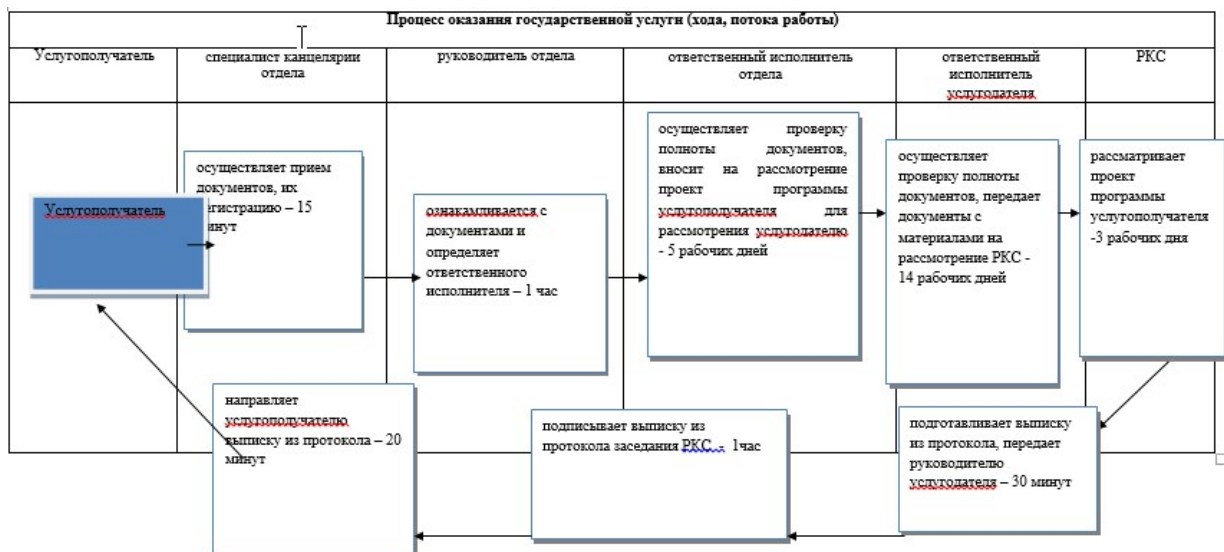 Процесс оказания государственной услуги (хода, потока работы)
Услугополучатель
специалист канцелярии
отдела
руководитель отдела
ответственный исполнитель
отдела
ответственный
исполнитель
услугодателя
РКС
Услугополучатель
осуществляет прием
документов, их
егистрацию – 15
инут
ознакамливается с
документами и
определяет
ответственного
исполнителя – 1 час
осуществляет проверку
полноты документов,
вносит на рассмотрение
проект программы
услугополучателя для
рассмотрения услугодателю
- 5 рабочих дней
осуществляет
проверку полноты
документов, передает
документы с
материалами на
рассмотрение РКС -
14 рабочих дней
рассматривает
проект
программы
услугополучателя
-3 рабочих дня
направляет
услугополучателю
выписку из протокола – 20
минут
подписывает выписку из
протокола заседания РКС. - 1час
подготавливает выписку
из протокола, передает
руководителю
услугодателя – 30 минут